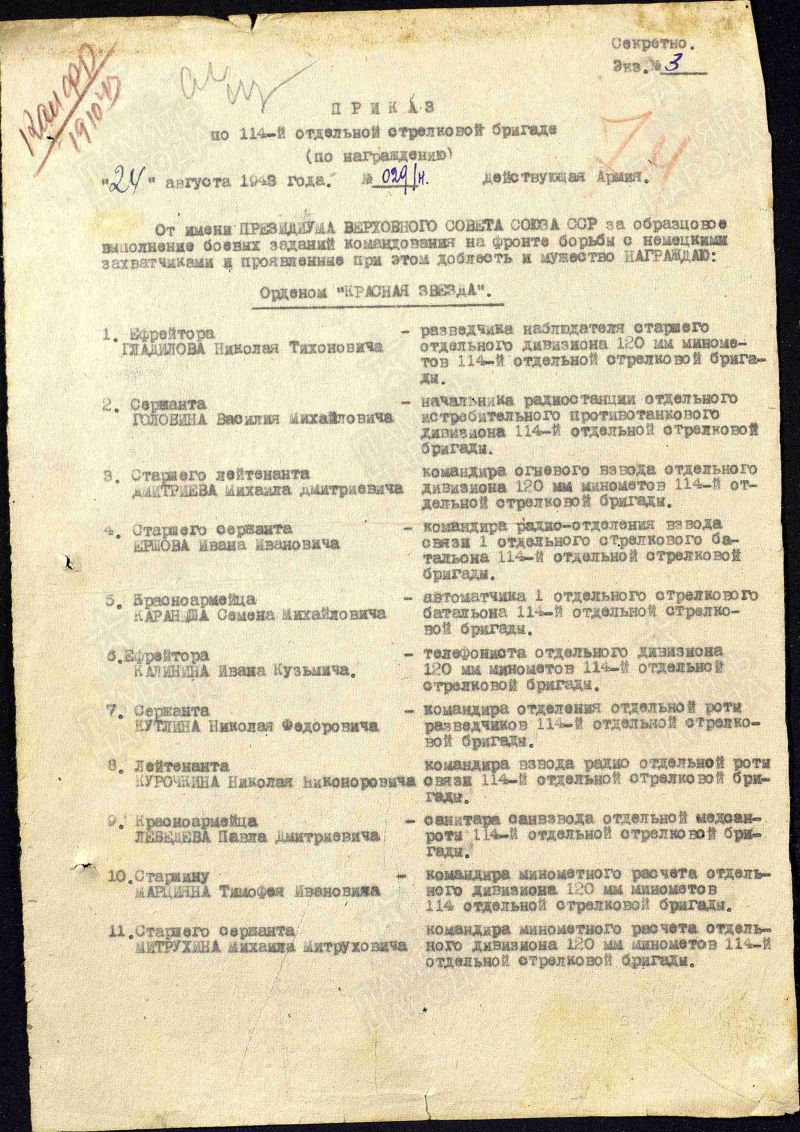 Секретно.
Экз.№ 3
ПРИКАЗ
по 114-й отдельной стрелковой бригаде
(по награждению)
"24" августа 1943 года. № 029/н. действующая Армия.
От имени ПРЕЗИДИУМА ВЕРХОВНОГО СОВЕТА СОЮЗА ССР за образцовое
выполнение боевых заданий командования на фронте борьбы с немецкими
захватчиками и проявленные при этом доблесть и мужество НАГРАЖДАЮ:
Орденом "КРАСНАЯ ЗВЕЗДА".
1. Ефрейтора - разведчика наблюдателя старшего
ГЛАДИЛОВА Николая Тихоновича отдельного дивизиона 120 мм миноме-
тов 114-й отдельной стрелковой брига-
ды.
2. Сержанта - начальника радиостанции отдельного
ГОЛОВИНА Василия Михайловича истребительного противотанкового
дивизиона 114-й отдельной стрелковой
бригады.
3. Старшего лейтенанта командира огневого взвода отдельного
ДМИТРИЕВА Михаила Дмитриевича дивизиона 120 мм минометов 114-й от-
дельной стрелковой бригады.
4. Старшего сержанта - командира радио-отделения взвода
ЕРШОВА Ивана Ивановича связи 1 отдельного стрелкового ба-
тальона 114-й отдельной стрелковой
бригады.
5. Красноармейца - автоматчика 1 отдельного стрелкового
КАРАНДША Семена Михайловича батальона 114-й отдельной стрелко-
вой бригады.
6.Ефрейтора - телефониста отдельного дивизиона
КАЛИНИНА Ивана Кузьмича. 120 мм минометов 114-й отдельной
стрелковой бригады.
7. Сержанта - командира отделения отдельной роты
КУТЛИНА Николая Федоровича разведчиков 114-й отдельной стрелко-
вой бригады.
8. Лейтенанта командира взвода радио отдельной роты
КУРОЧКИНА Николая Никоноровича связи 114-й отдельной стрелковой бри-
гады.
9. Красноармейца - санитара санвзвода отдельной медсан-
ЛЕБЕДЕВА Павла Дмитриевича роты 114-й отдельной стрелковой бри-
гады.
10. Старшину - командира минометного расчета отдель-
МАРЦИННА Тимофея Ивановича ного дивизиона 120 мм минометов
114 отдельной стрелковой бригады.
11. Старшего сержанта командира минометного расчета отдель-
МИТРУХИНА Михаила Митруховича ного дивизиона 120 мм минометов 114-й
отдельной стрелковой бригады.